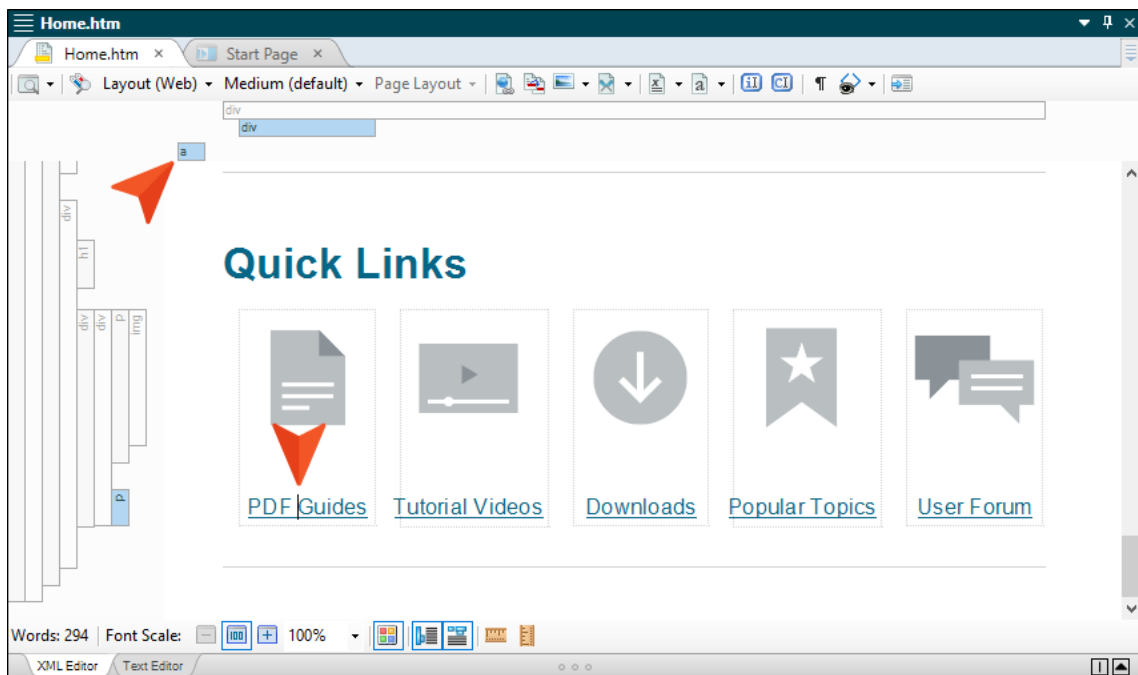 Home.htm
Home.htm × Start Page ×
Layout (Web) Medium (default) Page Layout
div
div
a
div
h1
div
div
p
img
p
Quick Links
PDF Guides Tutorial Videos Downloads Popular Topics User Forum
Words: 294 Font Scale: 100 100%
XML Editor Text Editor